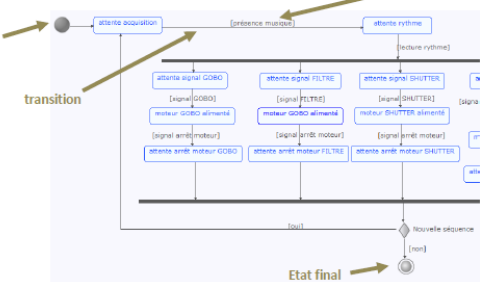 attente acquisition
[présence musique]
attente rythme
[lecture rythme]
attente signal GOBO
attente signal FILTRE
attente signal SHUTTER
transition
[signal GOBO]
[signal FILTRE]
[signal SHUTTER]
[signa
moteur GOBO alimenté
moteur GOBO alimenté
moteur SHUTTER alimenté
[signal arrêt moteur]
[signal arrêt moteur]
[signal arrêt moteur]
attente arrêt moteur GOBO
attente arrêt moteur FILTRE
attente arrêt moteur SHUTTER
atte
[oui]
Nouvelle séquence
[non]
Etat final